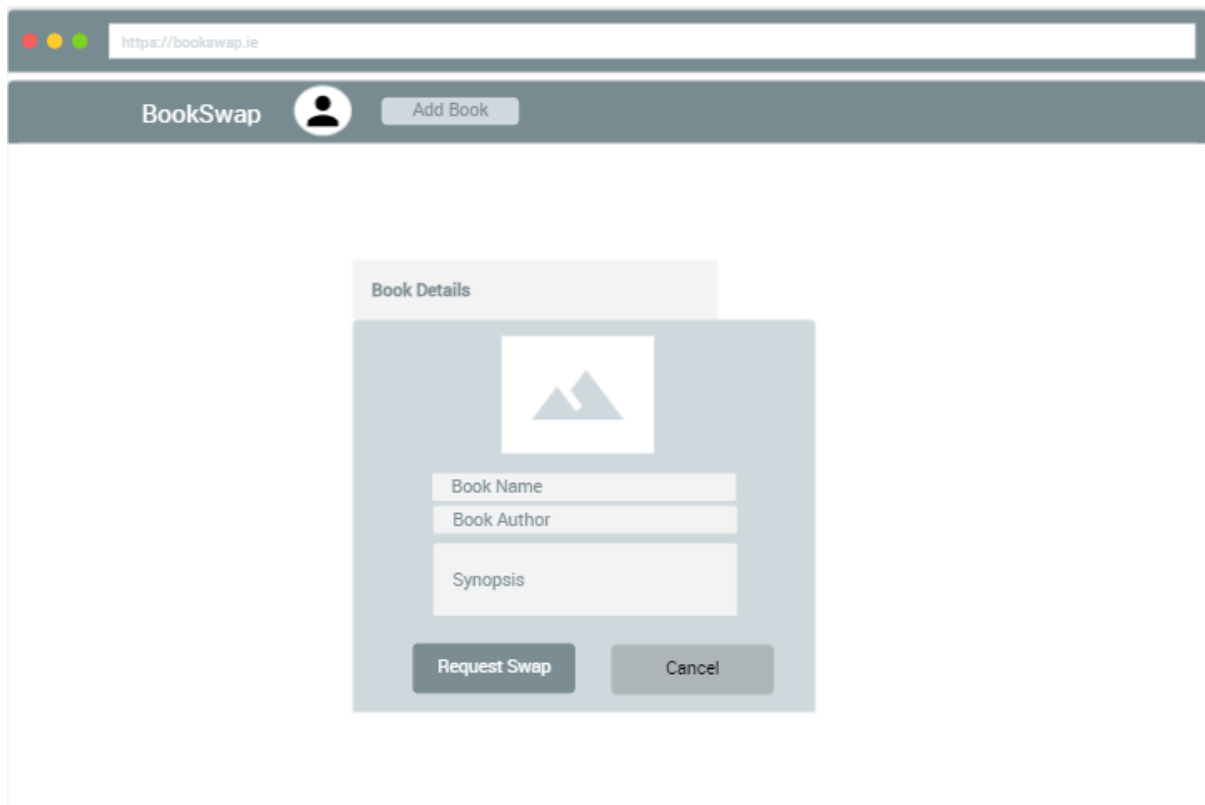 https://bookswap.ie
BookSwap
Add Book
Book Details
Book Name
Book Author
Synopsis
Request Swap
Cancel